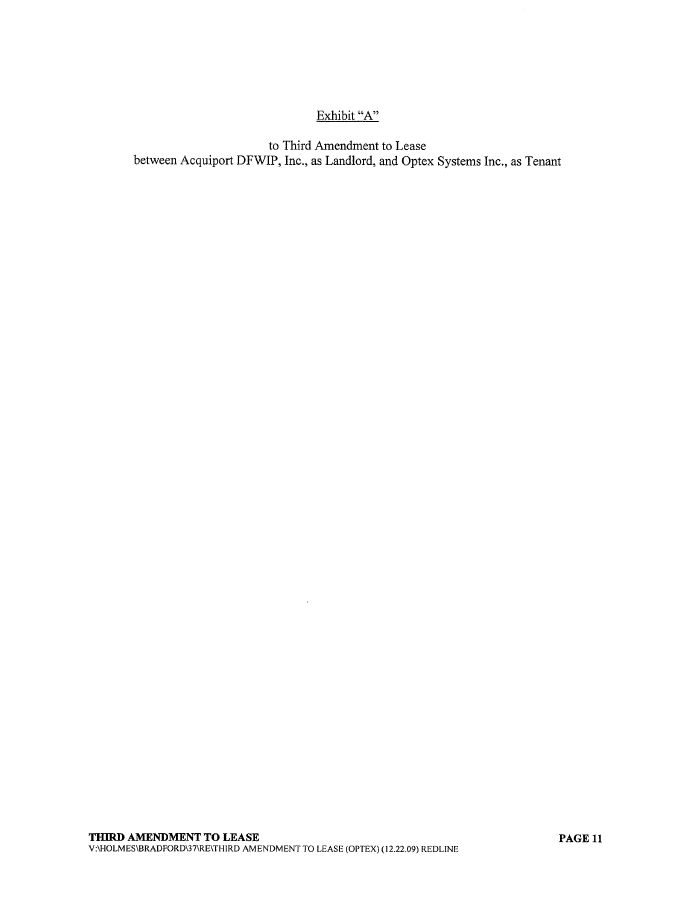 Exhibit “A”
to Third Amendment to Lease
between Acquiport DFWIP, Inc., as Landlord, and Optex Systems Inc., as Tenant
THIRD AMENDMENT TO LEASE PAGE 11
V:\HOLMES\BRADFORD\37\RE\THIRD AMENDMENT TO LEASE (OPTEX) (12.22.09) REDLINE